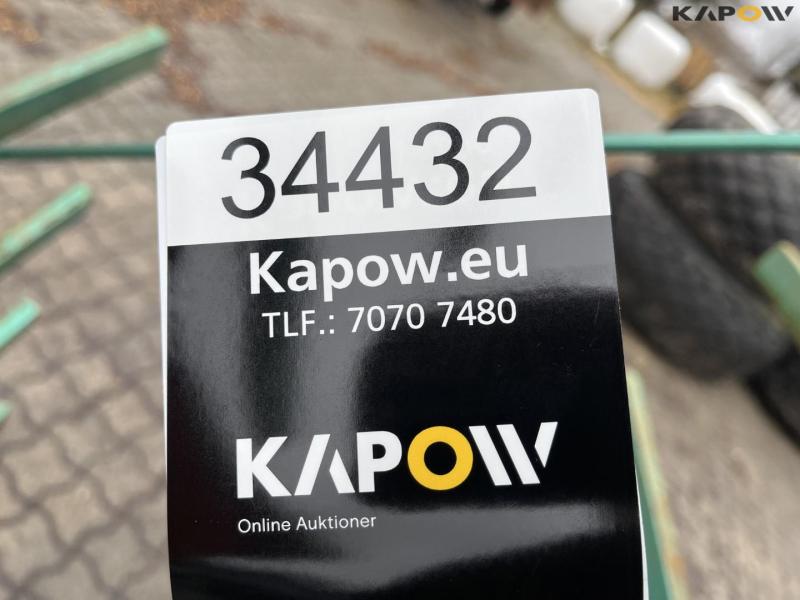 KAPOW
34432
Kapow.eu
TLF.: 7070 7480
KAPOW
Online Auktioner